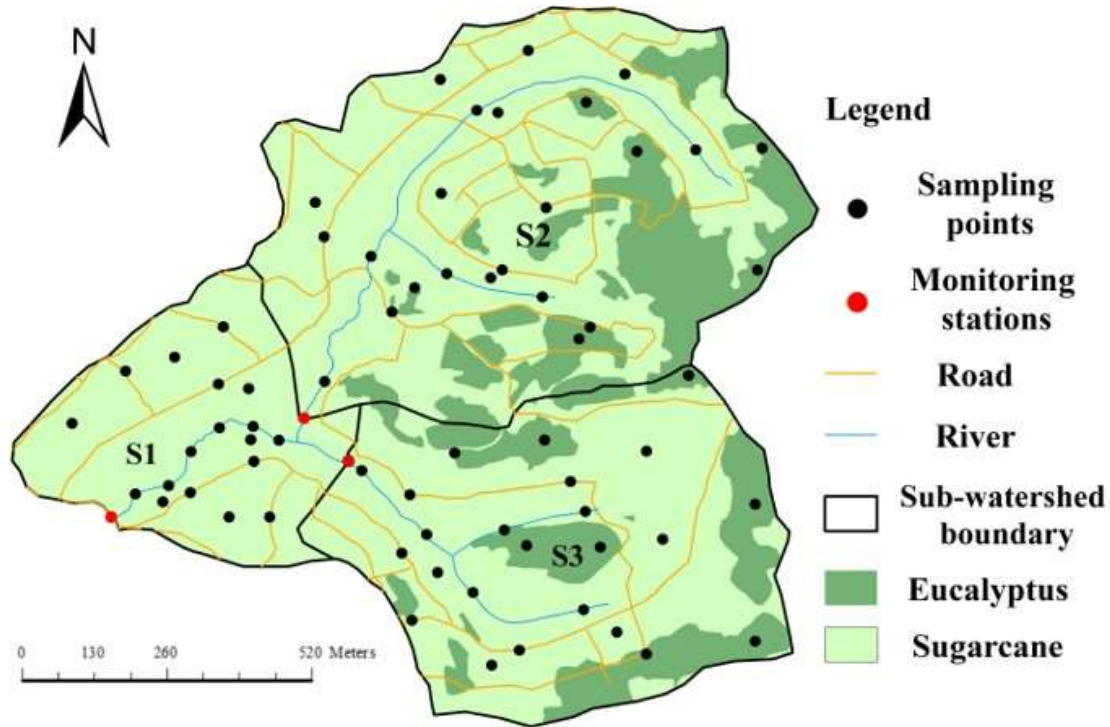 N
S2
S1
S3
0 130 260 520 Meters
Legend
Sampling
points
Monitoring
stations
Road
River
Sub-watershed
boundary
Eucalyptus
Sugarcane